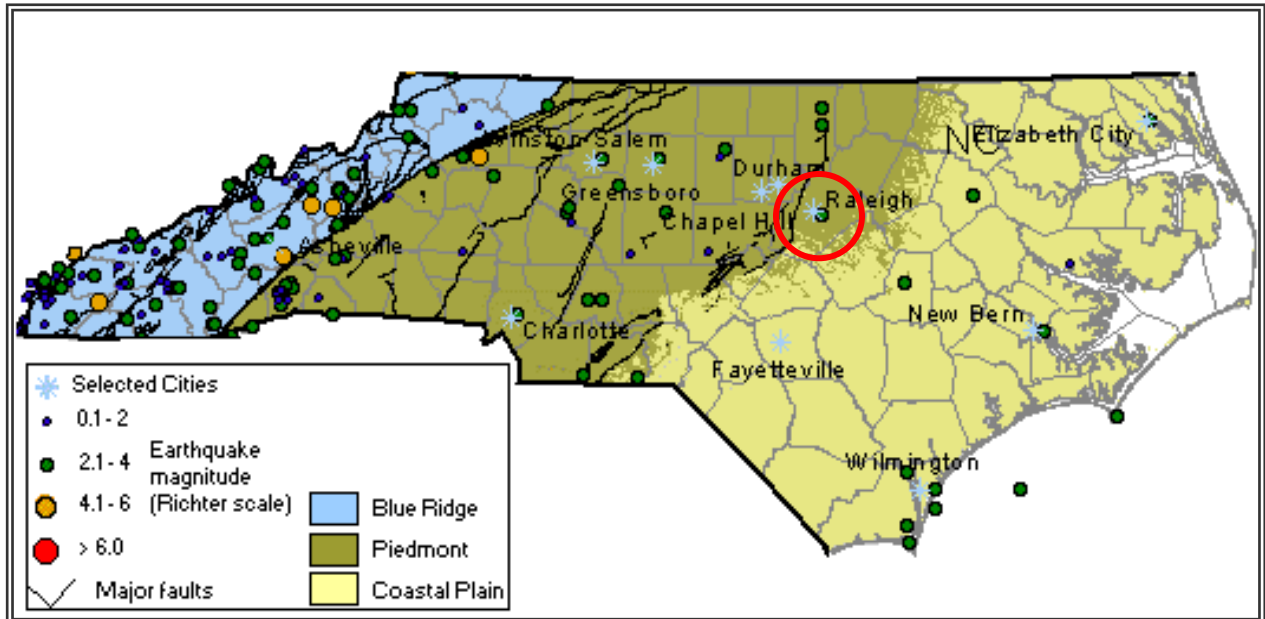 NC
Elizabeth City
inston-Salem
Durham
Greensboro
Raleigh
Chapel Hill
Asheville
New Bern
Charlotte
Fayetteville
Wilmington
Selected Cities
0.1 - 2
2.1 - 4 Earthquake
magnitude
4.1 - 6 (Richter scale)
> 6.0
Major faults
Blue Ridge
Piedmont
Coastal Plain